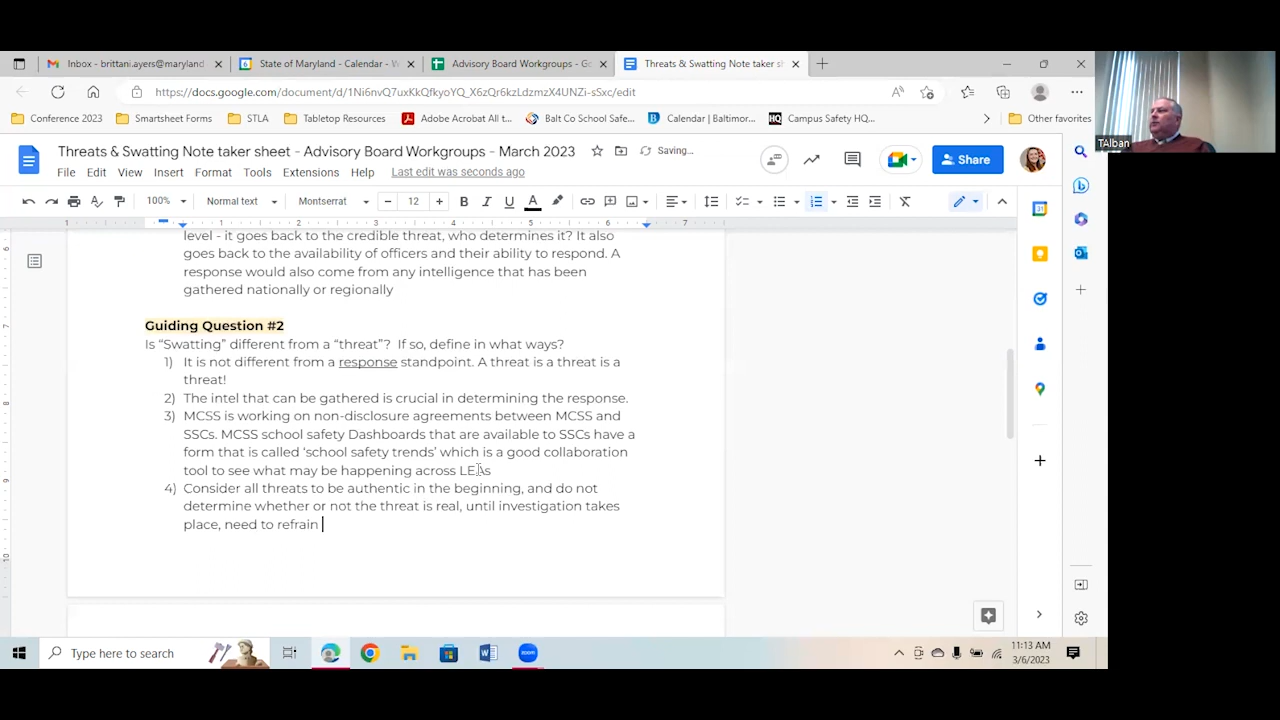 Inbox - brittani.ayers@maryland
State of Maryland - Calendar - W
Advisory Board Workgroups - Go
Threats & Swatting Note taker sh
https://docs.google.com/document/d/1Ni6nvQ7uxKkQfkyoYQ_X6zQr6kzLdzmzX4UNZi-sSxc/edit
Conference 2023
Smartsheet Forms
STLA
Tabletop Resources
Adobe Acrobat All t...
Balt Co School Safe...
Calendar | Baltimor...
HQ Campus Safety HQ...
Other favorites
TAlban
Threats & Swatting Note taker sheet - Advisory Board Workgroups - March 2023
Saving...
File Edit View Insert Format Tools Extensions Help Last edit was seconds ago
Share
100% Normal text Montserrat 12 B I U A
1 1 2 3 4 5 6 7
level - it goes back to the credible threat, who determines it? It also
goes back to the availability of officers and their ability to respond. A
response would also come from any intelligence that has been
gathered nationally or regionally
Guiding Question #2
Is “Swatting” different from a “threat”? If so, define in what ways?
1) It is not different from a response standpoint. A threat is a threat is a
threat!
2) The intel that can be gathered is crucial in determining the response.
3) MCSS is working on non-disclosure agreements between MCSS and
SSCs. MCSS school safety Dashboards that are available to SSCs have a
form that is called ‘school safety trends’ which is a good collaboration
tool to see what may be happening across LEAs
4) Consider all threats to be authentic in the beginning, and do not
determine whether or not the threat is real, until investigation takes
place, need to refrain
Type here to search
zoom
11:13 AM
3/6/2023